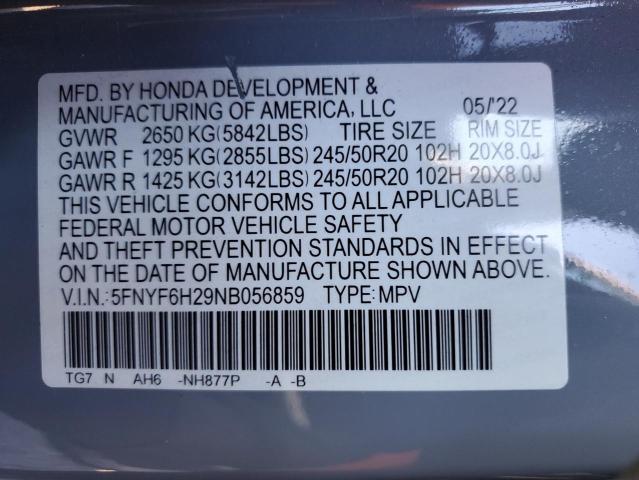 MFD. BY HONDA DEVELOPMENT &
MANUFACTURING OF AMERICA, LLC 05/'22
GVWR 2650 KG(5842LBS) TIRE SIZE RIM SIZE
GAWR F 1295 KG(2855LBS) 245/50R20 102H 20X8.0J
GAWR R 1425 KG(3142LBS) 245/50R20 102H 20X8.0J
THIS VEHICLE CONFORMS TO ALL APPLICABLE
FEDERAL MOTOR VEHICLE SAFETY
AND THEFT PREVENTION STANDARDS IN EFFECT
ON THE DATE OF MANUFACTURE SHOWN ABOVE.
V.I.N.:5FNYF6H29NB056859 TYPE:MPV
TG7 N AH6 -NH877P -A -B